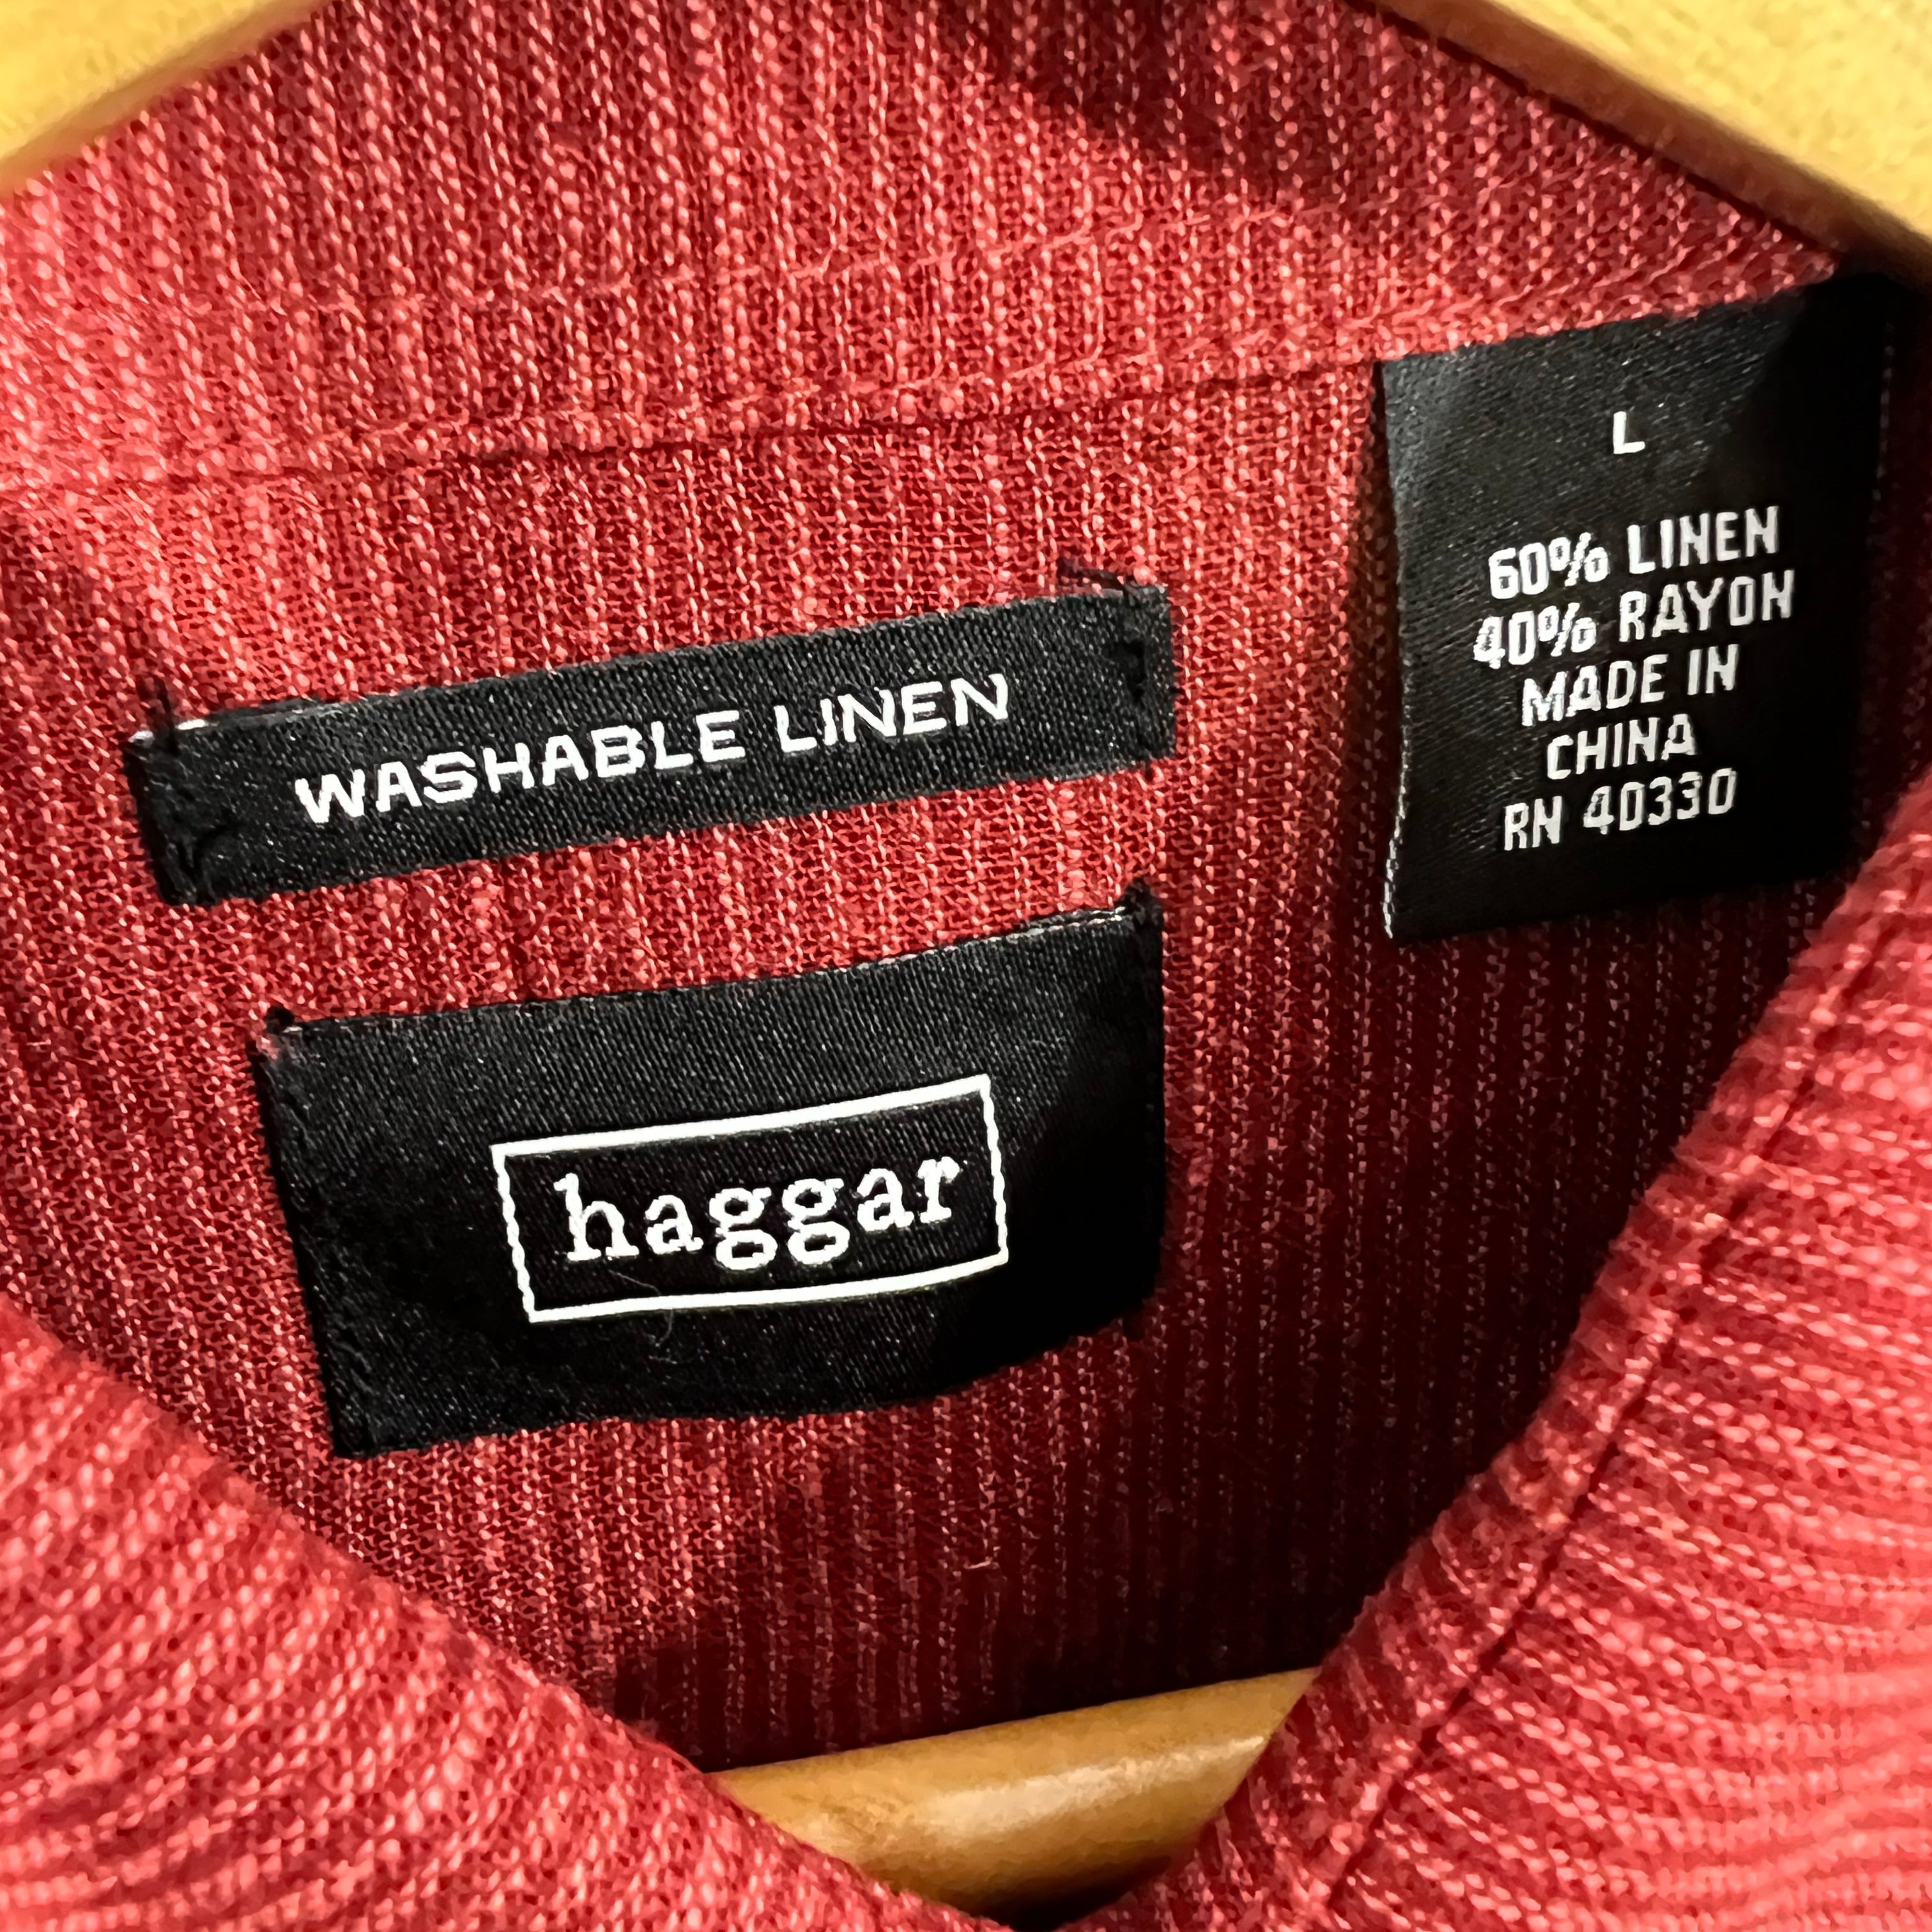 WASHABLE LINEN
haggar
L
60% LINEN
40% RAYON
MADE IN
CHINA
RN 40330